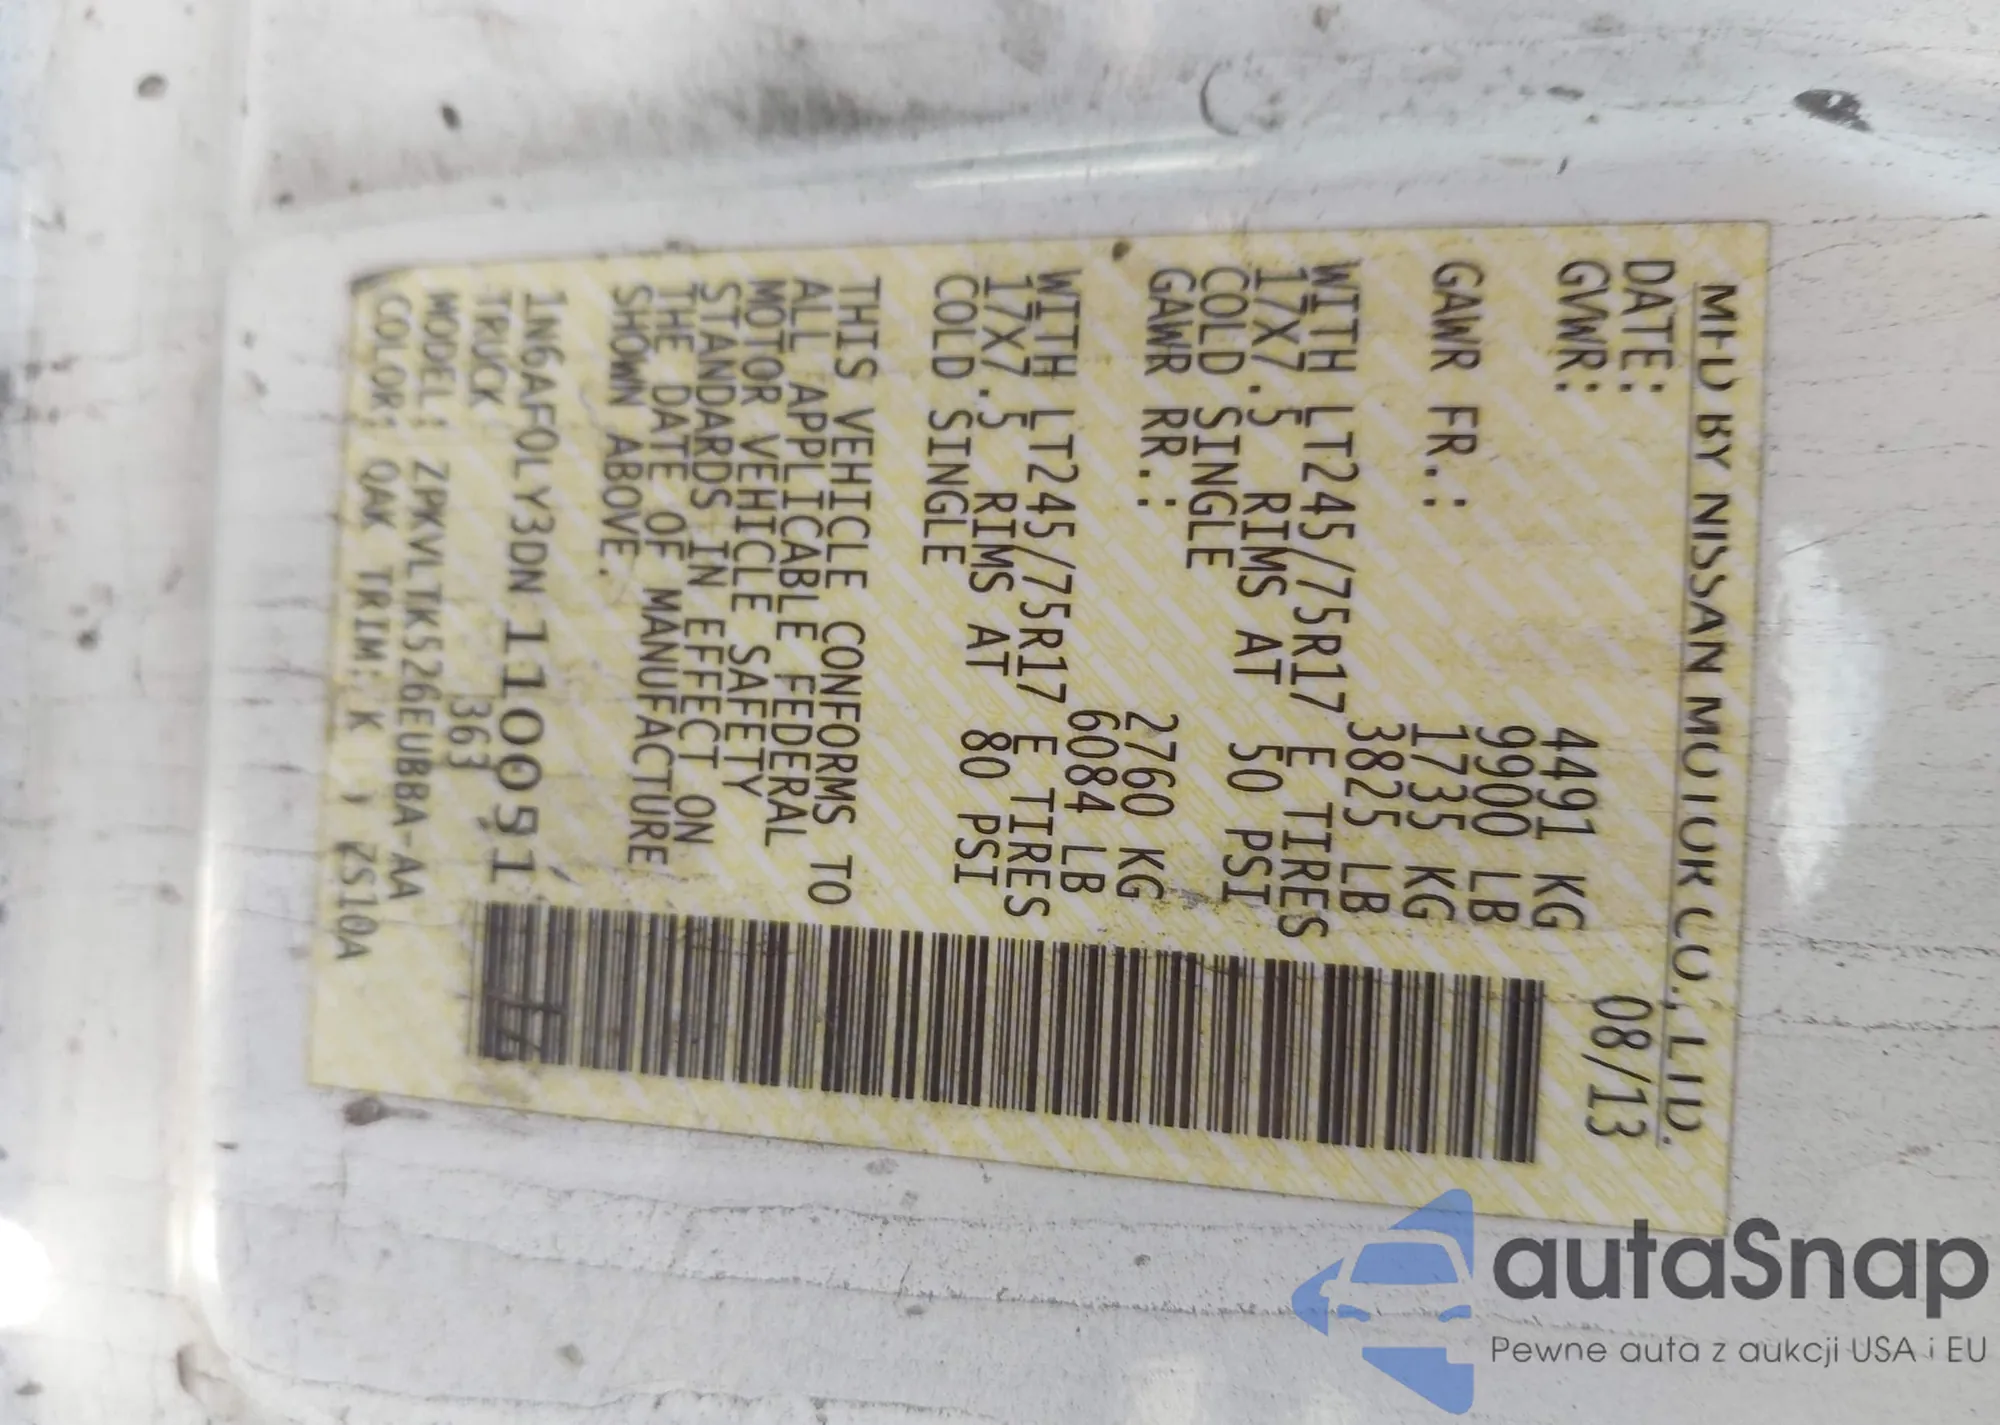 MFD BY NISSAN MOTOR CO., LTD.
DATE: 08/13
GVWR: 4491 KG
9900 LB
GAWR FR.: 1735 KG
3825 LB
WITH LT245/75R17 E TIRES
17X7.5 RIMS AT 50 PSI
COLD SINGLE
GAWR RR.: 2760 KG
6084 LB
WITH LT245/75R17 E TIRES
17X7.5 RIMS AT 80 PSI
COLD SINGLE
THIS VEHICLE CONFORMS TO
ALL APPLICABLE FEDERAL
MOTOR VEHICLE SAFETY
STANDARDS IN EFFECT ON
THE DATE OF MANUFACTURE
SHOWN ABOVE.
1N6AF0LY3DN110051
TRUCK 363
MODEL: ZPKVLTK526EUBBA-AA
COLOR: QAK TRIM: K ) ZS10A
autaSnap
Pewne auta z aukcji USA i EU